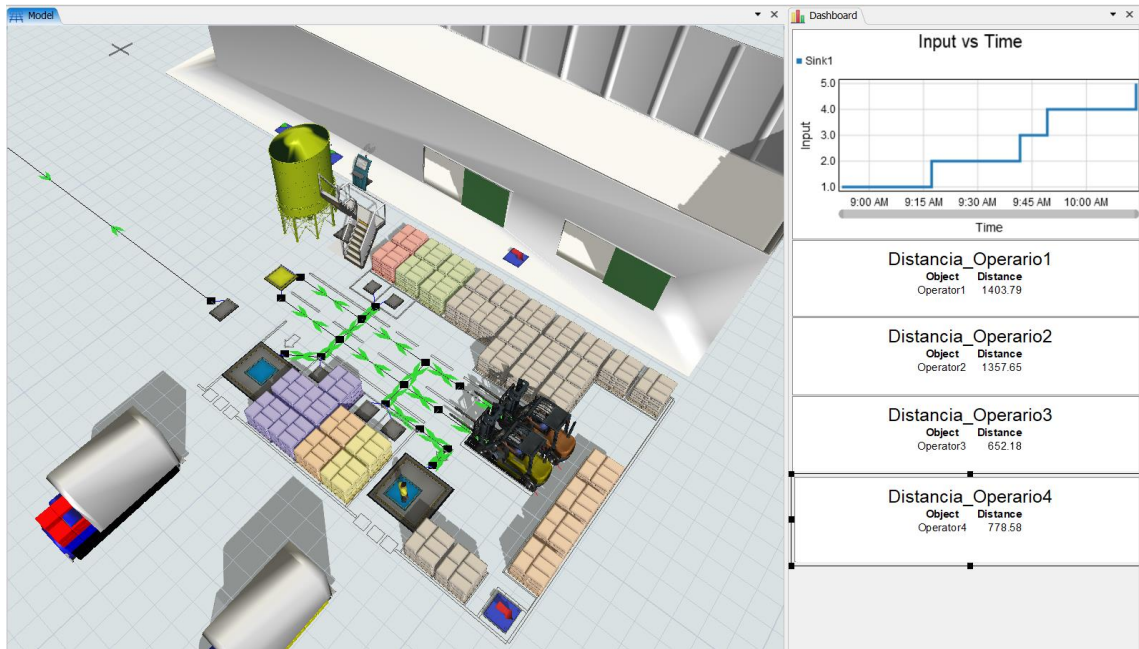 Model
Dashboard
Input vs Time
Sink1
5.0
4.0
3.0
2.0
1.0
Input
9:00 AM 9:15 AM 9:30 AM 9:45 AM 10:00 AM
Time
Distancia_Operario1
Object Distance
Operator1 1403.79
Distancia_Operario2
Object Distance
Operator2 1357.65
Distancia_Operario3
Object Distance
Operator3 652.18
Distancia_Operario4
Object Distance
Operator4 778.58